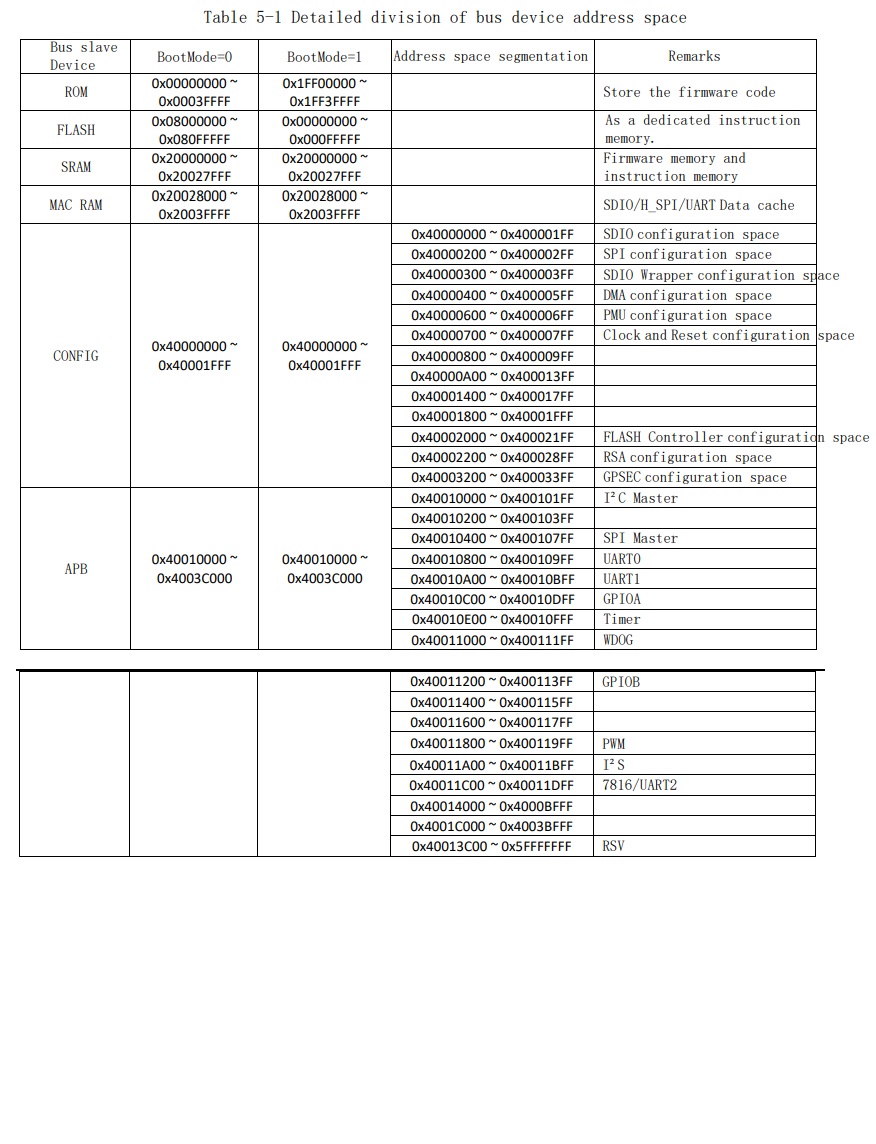 Table 5-1 Detailed division of bus device address space
Bus slave
Device
BootMode=0
BootMode=1
Address space segmentation
Remarks
ROM
0x00000000 ~
0x0003FFFF
0x1FF00000 ~
0x1FF3FFFF
Store the firmware code
FLASH
0x08000000 ~
0x080FFFFF
0x00000000 ~
0x000FFFFF
As a dedicated instruction
memory.
SRAM
0x20000000 ~
0x20027FFF
0x20000000 ~
0x20027FFF
Firmware memory and
instruction memory
MAC RAM
0x20028000 ~
0x2003FFFF
0x20028000 ~
0x2003FFFF
SDIO/H_SPI/UART Data cache
CONFIG
0x40000000 ~
0x40001FFF
0x40000000 ~
0x40001FFF
0x40000000 ~ 0x400001FF
SDIO configuration space
0x40000200 ~ 0x400002FF
SPI configuration space
0x40000300 ~ 0x400003FF
SDIO Wrapper configuration space
0x40000400 ~ 0x400005FF
DMA configuration space
0x40000600 ~ 0x400006FF
PMU configuration space
0x40000700 ~ 0x400007FF
Clock and Reset configuration space
0x40000800 ~ 0x400009FF
0x40000A00 ~ 0x400013FF
0x40001400 ~ 0x400017FF
0x40001800 ~ 0x40001FFF
0x40002000 ~ 0x400021FF
FLASH Controller configuration space
0x40002200 ~ 0x400028FF
RSA configuration space
0x40003200 ~ 0x400033FF
GPSEC configuration space
APB
0x40010000 ~
0x4003C000
0x40010000 ~
0x4003C000
0x40010000 ~ 0x400101FF
I²C Master
0x40010200 ~ 0x400103FF
0x40010400 ~ 0x400107FF
SPI Master
0x40010800 ~ 0x400109FF
UART0
0x40010A00 ~ 0x40010BFF
UART1
0x40010C00 ~ 0x40010DFF
GPIOA
0x40010E00 ~ 0x40010FFF
Timer
0x40011000 ~ 0x400111FF
WDOG
0x40011200 ~ 0x400113FF
GPIOB
0x40011400 ~ 0x400115FF
0x40011600 ~ 0x400117FF
0x40011800 ~ 0x400119FF
PWM
0x40011A00 ~ 0x40011BFF
I²S
0x40011C00 ~ 0x40011DFF
7816/UART2
0x40014000 ~ 0x4000BFFF
0x4001C000 ~ 0x4003BFFF
0x40013C00 ~ 0x5FFFFFFF
RSV